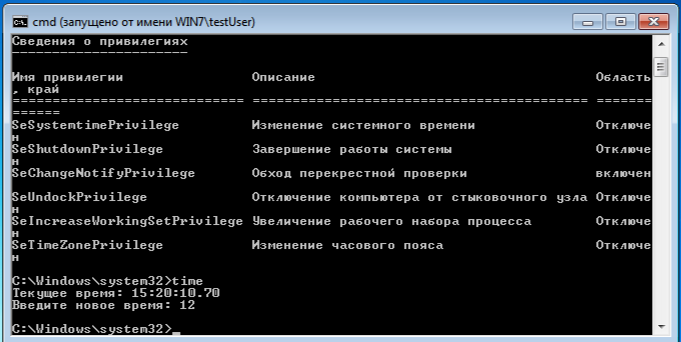 cmd (запущено от имени WIN7\testUser)
Сведения о привилегиях
----------------------
Имя привилегии Описание Область
, край
============================= ========================================== =======
======
SeSystemtimePrivilege Изменение системного времени Отключе
н
SeShutdownPrivilege Завершение работы системы Отключе
н
SeChangeNotifyPrivilege Обход перекрестной проверки включен
SeUndockPrivilege Отключение компьютера от стыковочного узла Отключе
н
SeIncreaseWorkingSetPrivilege Увеличение рабочего набора процесса Отключе
н
SeTimeZonePrivilege Изменение часового пояса Отключе
н
C:\Windows\system32>time
Текущее время: 15:20:10.70
Введите новое время: 12
C:\Windows\system32>_